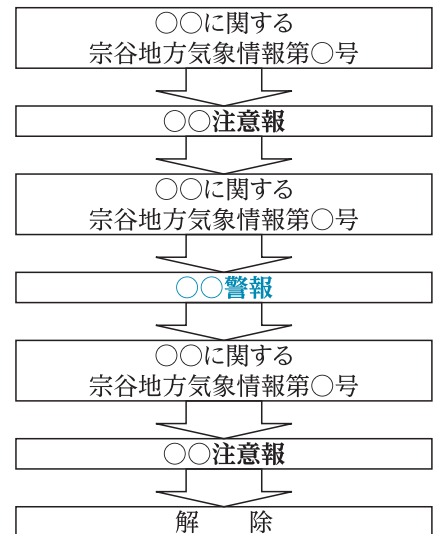 ○○に関する
宗谷地方気象情報第○号
○○注意報
○○に関する
宗谷地方気象情報第○号
○○警報
○○に関する
宗谷地方気象情報第○号
○○注意報
解　除